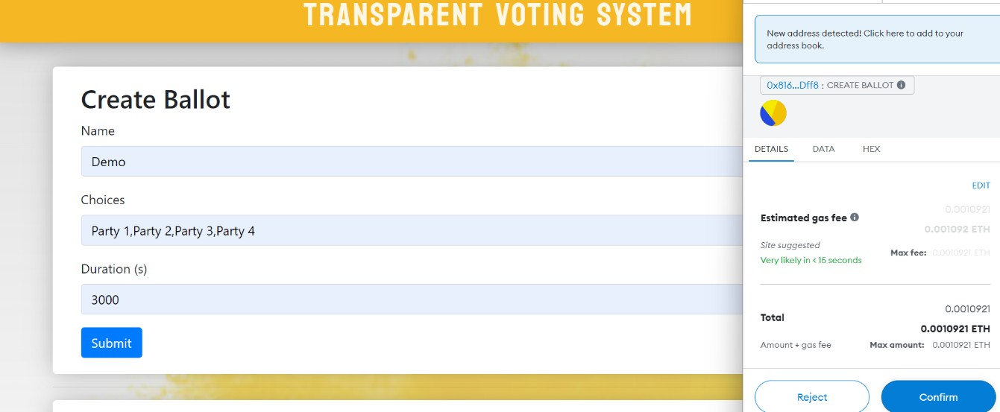 TRANSPARENT VOTING SYSTEM
Create Ballot
Name
Demo
Choices
Party 1,Party 2,Party 3,Party 4
Duration (s)
3000
Submit
New address detected! Click here to add to your
address book.
0x816...Dff8 : CREATE BALLOT
DETAILS DATA HEX
EDIT
0.0010921
Estimated gas fee
0.001092 ETH
Site suggested
Very likely in < 15 seconds
Max fee: 0.0010921 ETH
0.0010921
Total
0.0010921 ETH
Amount + gas fee
Max amount: 0.0010921 ETH
Reject Confirm